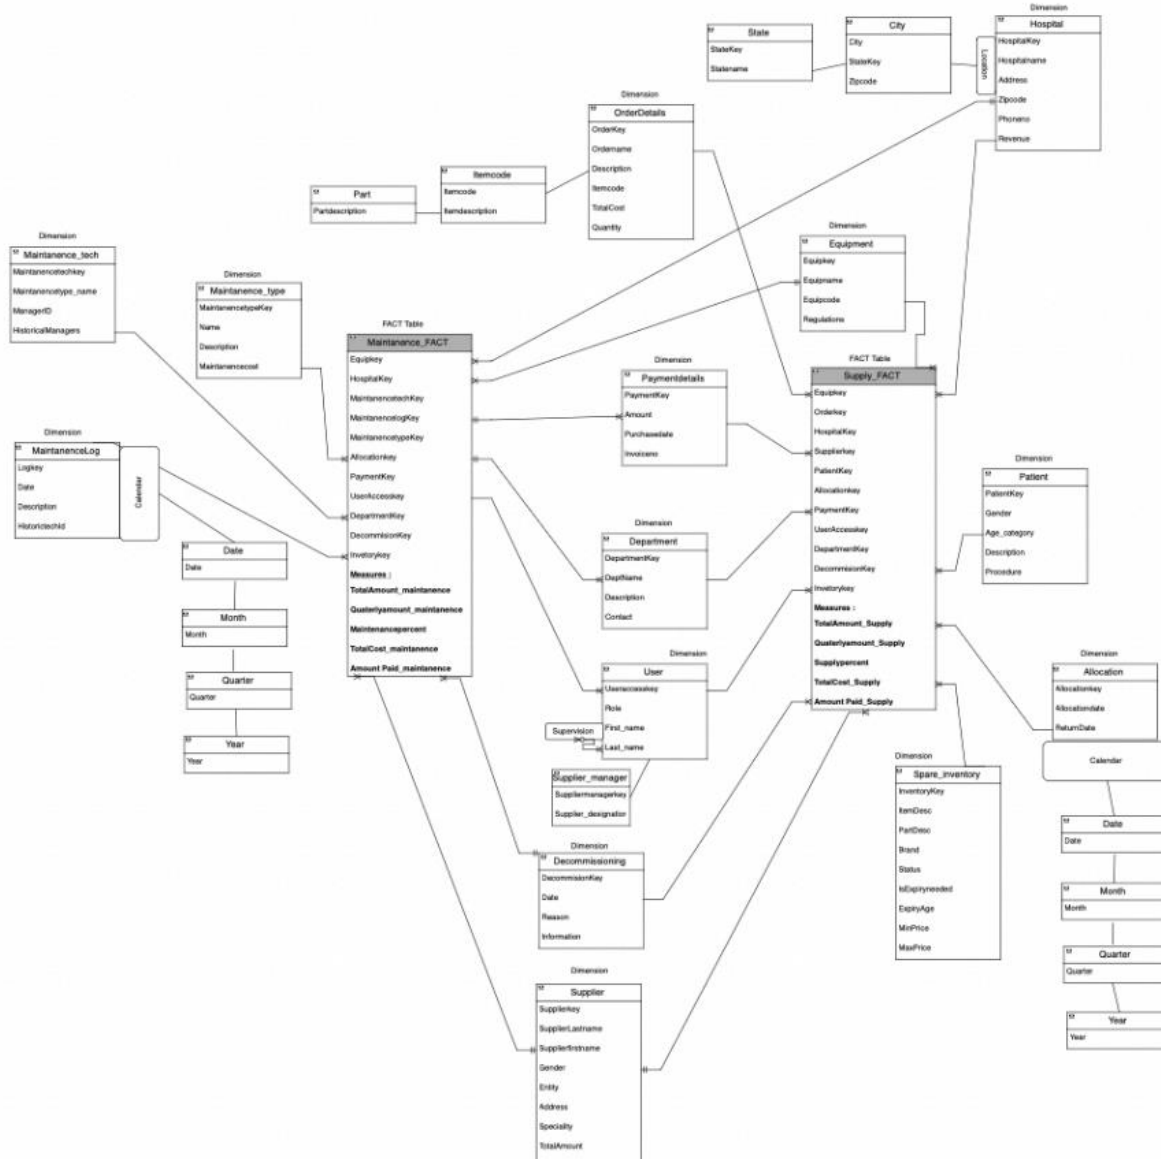 Dimension
Hospital
HospitalKey
Hospitalname
Address
Zipcode
Phoneno
Revenue
Location
City
City
StateKey
Zipcode
State
StateKey
Statename
Dimension
OrderDetails
OrderKey
Ordername
Description
Itemcode
TotalCost
Quantity
Itemcode
Itemcode
Itemdescription
Part
Partdescription
Dimension
Maintanence_tech
Maintanencetechkey
Maintanencetype_name
ManagerID
HistoricalManagers
Dimension
Maintanence_type
MaintanencetypeKey
Name
Description
Maintanencecost
Dimension
Equipment
Equipkey
Equipname
Equipcode
Regulations
FACT Table
Maintanence_FACT
Equipkey
HospitalKey
MaintanencetechKey
MaintanencelogKey
MaintanencetypeKey
Allocationkey
PaymentKey
UserAccesskey
DepartmentKey
DecommisionKey
Invetorykey
Measures :
TotalAmount_maintanence
Quaterlyamount_maintanence
Maintenancepercent
TotalCost_maintanence
Amount Paid_maintanence
Dimension
Paymentdetails
PaymentKey
Amount
Purchasedate
Invoiceno
FACT Table
Supply_FACT
Equipkey
Orderkey
HospitalKey
Supplierkey
PatientKey
Allocationkey
PaymentKey
UserAccesskey
DepartmentKey
DecommisionKey
Invetorykey
Measures :
TotalAmount_Supply
Quaterlyamount_Supply
Supplypercent
TotalCost_Supply
Amount Paid_Supply
Dimension
MaintanenceLog
Logkey
Date
Description
Historictechid
Calendar
Date
Date
Month
Month
Quarter
Quarter
Year
Year
Dimension
Department
DepartmentKey
DeptName
Description
Contact
Dimension
Patient
PatientKey
Gender
Age_category
Description
Procedure
Dimension
User
Useraccesskey
Role
First_name
Last_name
Supervision
Supplier_manager
Suppliermanagerkey
Supplier_designation
Dimension
Allocation
Allocationkey
Allocationdate
ReturnDate
Calendar
Date
Date
Month
Month
Quarter
Quarter
Year
Year
Dimension
Spare_inventory
InventoryKey
ItemDesc
PartDesc
Brand
Status
IsExpiryneeded
ExpiryAge
MinPrice
MaxPrice
Dimension
Decommissioning
DecommisionKey
Date
Reason
Information
Dimension
Supplier
Supplierkey
SupplierLastname
Supplierfirstname
Gender
Entity
Address
Speciality
TotalAmount